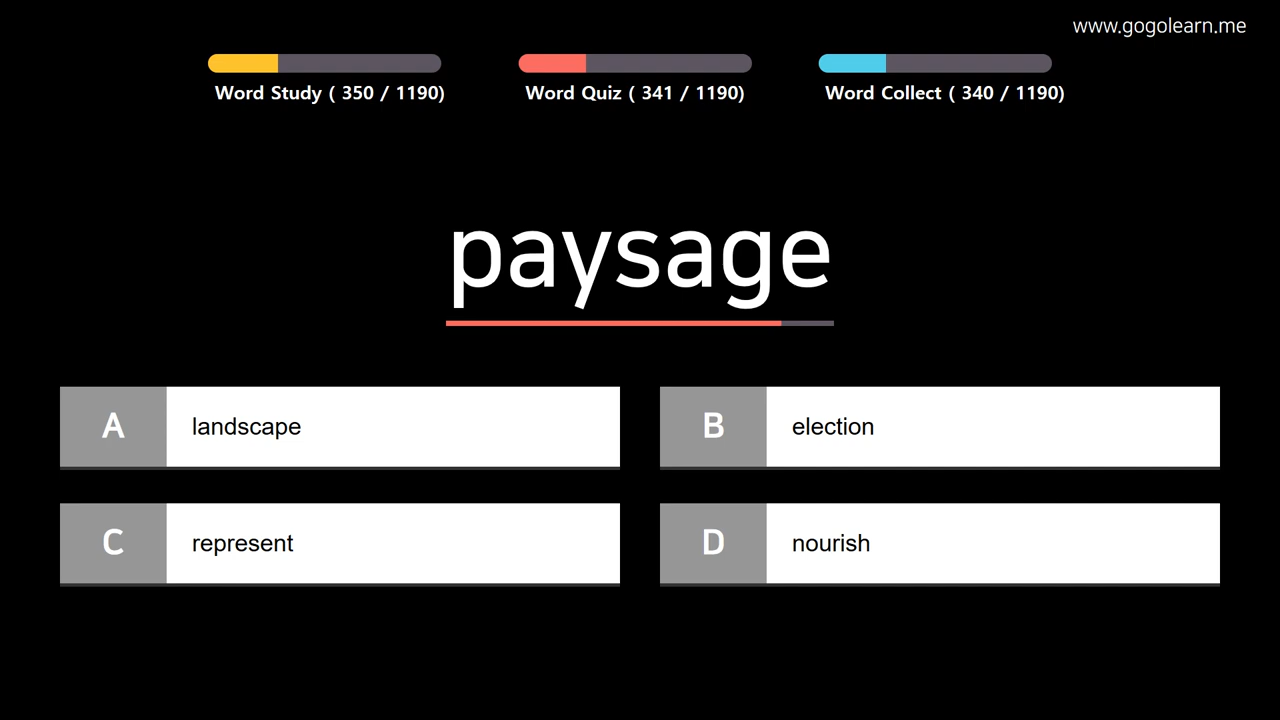 www.gogolearn.me
Word Study ( 350 / 1190)
Word Quiz ( 341 / 1190)
Word Collect ( 340 / 1190)
paysage
A landscape
B election
C represent
D nourish